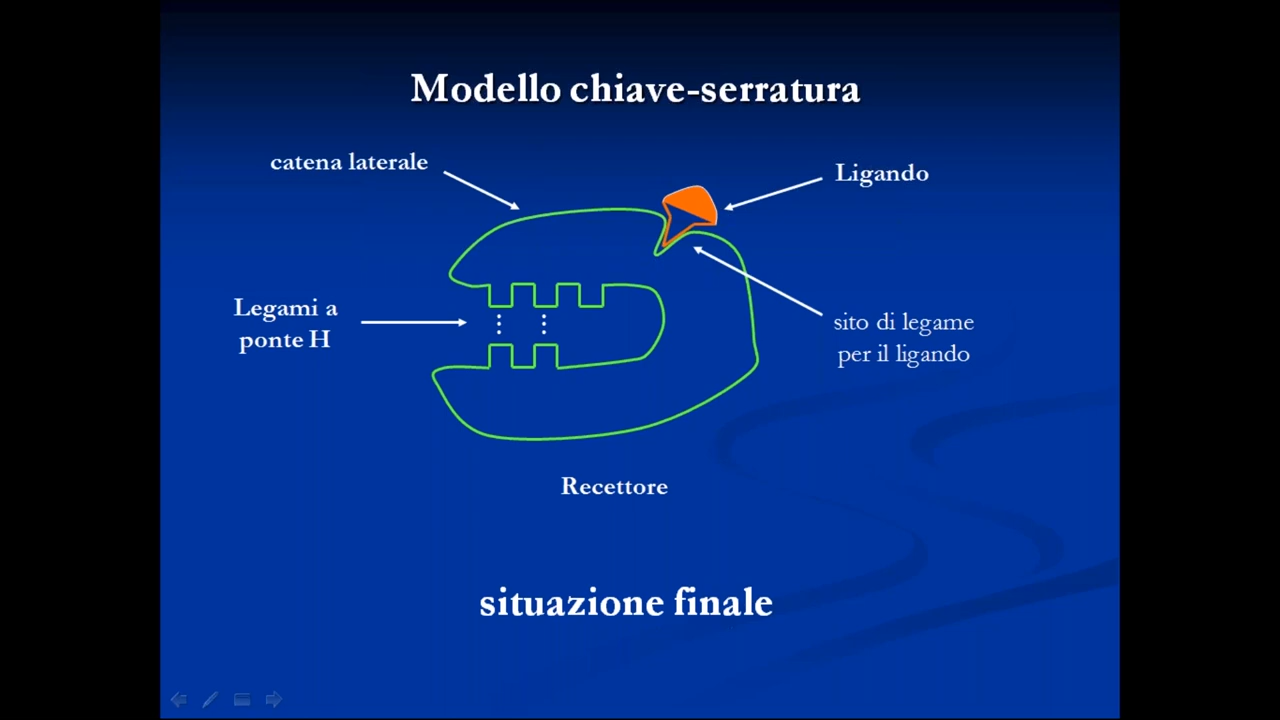 Modello chiave-serratura
catena laterale
Ligando
Legami a
ponte H
sito di legame
per il ligando
Recettore
situazione finale